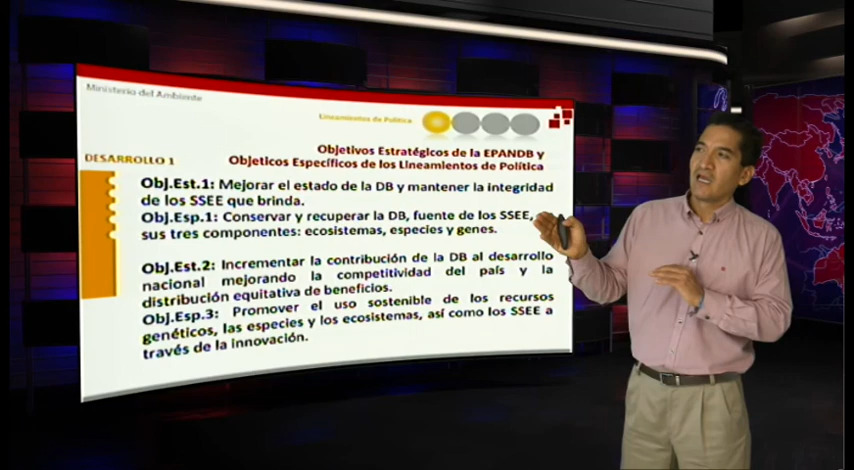 Ministerio del Ambiente
Lineamientos de Política
Objetivos Estratégicos de la EPANDB y
DESARROLLO 1
Objeticos Específicos de los Lineamientos de Política
Obj.Est.1: Mejorar el estado de la DB y mantener la integridad
de los SSEE que brinda.
Obj.Esp.1: Conservar y recuperar la DB, fuente de los SSEE,
sus tres componentes: ecosistemas, especies y genes.
Obj.Est.2: Incrementar la contribución de la DB al desarrollo
nacional mejorando la competitividad del país y la
distribución equitativa de beneficios.
Obj.Esp.3: Promover el uso sostenible de los recursos
genéticos, las especies y los ecosistemas, así como los SSEE a
través de la innovación.